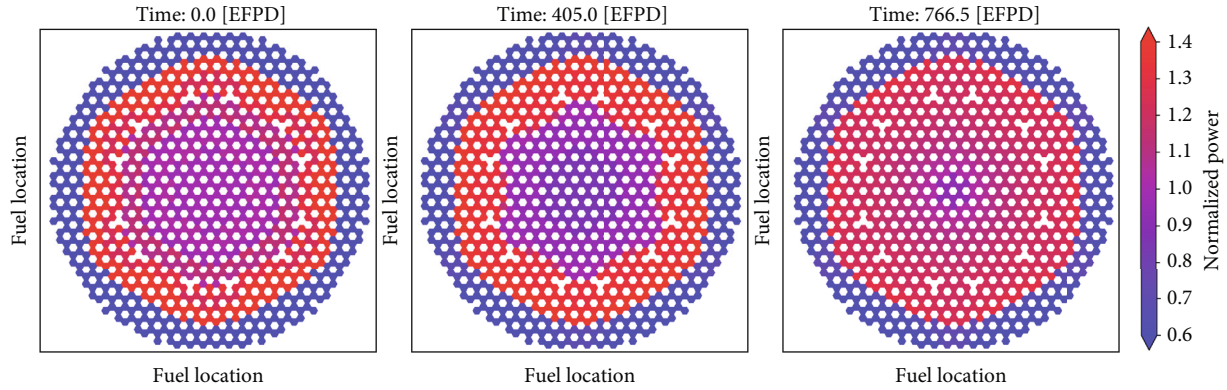 Time: 0.0 [EFPD]
Time: 405.0 [EFPD]
Time: 766.5 [EFPD]
Fuel location
Fuel location
Fuel location
Fuel location
Fuel location
Fuel location
1.4
1.3
1.2
1.1
1.0
0.9
0.8
0.7
0.6
Normalized power